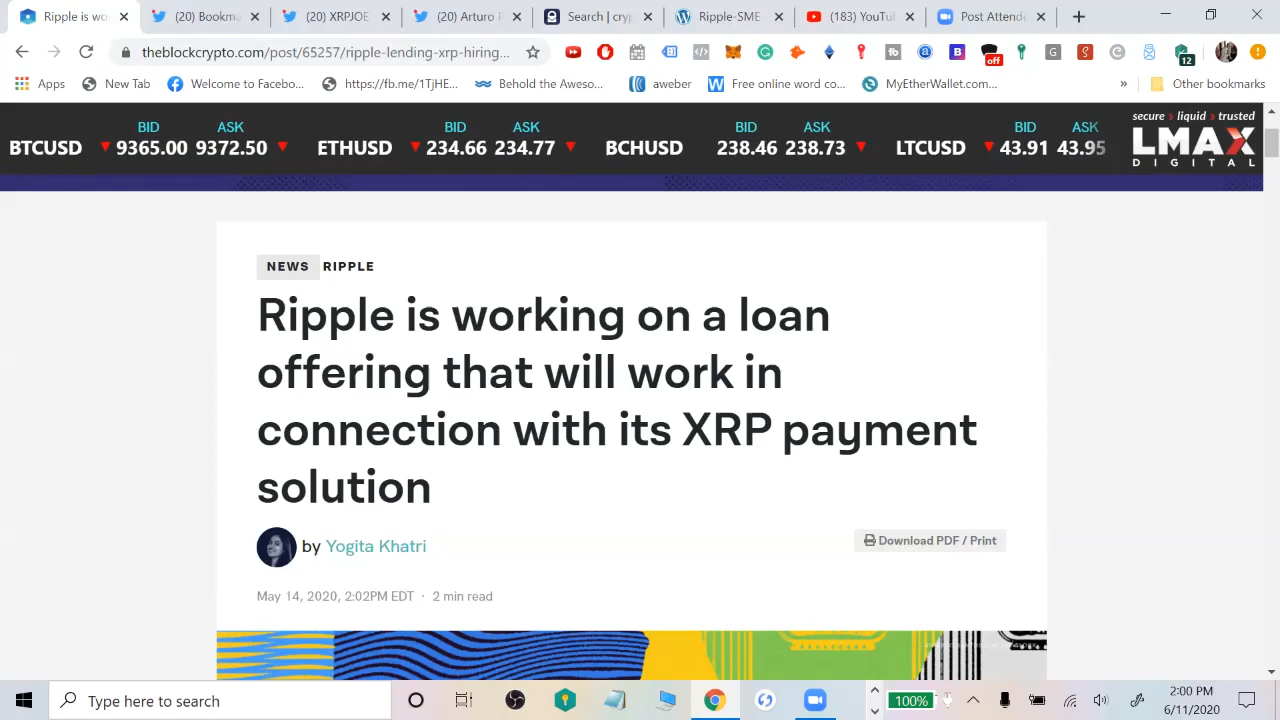 Ripple is wo
(20) Bookma
(20) XRPJOE
(20) Arturo P
Search | cryp
Ripple-SME
(183) YouTu
Post Attende
theblockcrypto.com/post/65257/ripple-lending-xrp-hiring...
off
12
Apps
New Tab
Welcome to Facebo...
https://fb.me/1TjHE...
Behold the Aweso...
aweber
Free online word co...
MyEtherWallet.com...
»
Other bookmarks
BID ASK BID ASK BID ASK BID ASK
BTCUSD 9365.00 9372.50 ETHUSD 234.66 234.77 BCHUSD 238.46 238.73 LTCUSD 43.91 43.95
secure › liquid › trusted
LMAX
DIGITAL
NEWS RIPPLE
Ripple is working on a loan
offering that will work in
connection with its XRP payment
solution
by Yogita Khatri
Download PDF / Print
May 14, 2020, 2:02PM EDT · 2 min read
Type here to search
100%
2:00 PM
6/11/2020